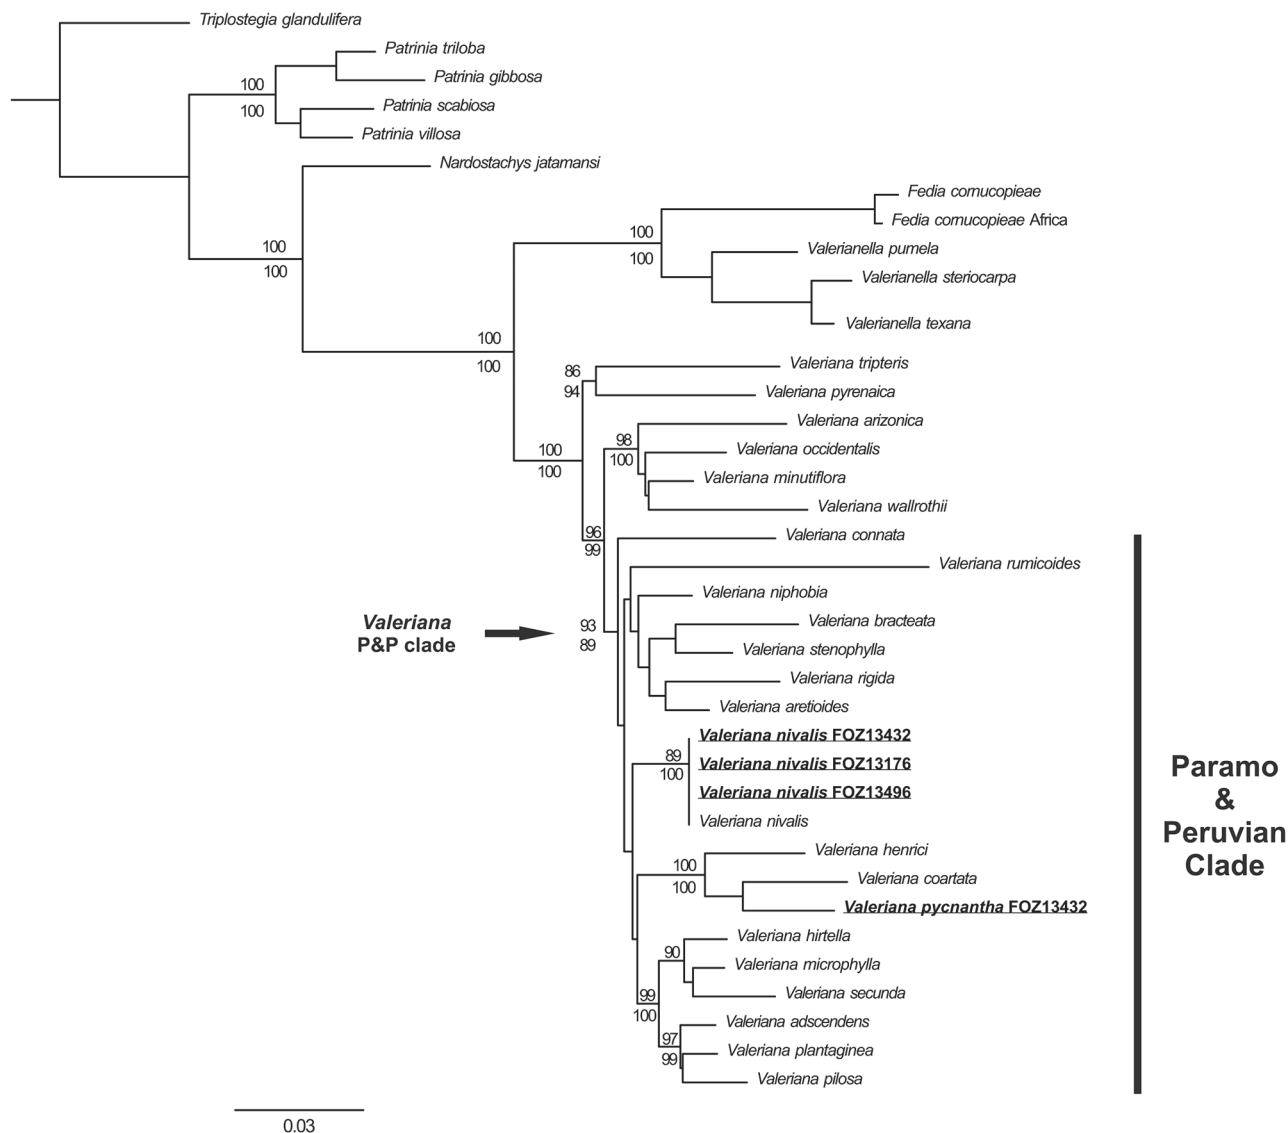 Triplostegia glandulifera
Patrinia triloba
100
Patrinia gibbosa
Patrinia scabiosa
100
Patrinia villosa
Nardostachys jatamansi
Fedia cornucopieae
Fedia cornucopieae Africa
100
100
Valerianella pumela
100
100
Valerianella steriocarpa
Valerianella texana
100
100
Valeriana tripteris
86
94
Valeriana pyrenaica
Valeriana arizonica
98
100
100
100
Valeriana occidentalis
Valeriana minutiflora
Valeriana wallrothii
96
99
Valeriana connata
Valeriana rumicoides
Valeriana niphobia
Valeriana
P&P clade
93
89
Valeriana bracteata
Valeriana stenophylla
Valeriana rigida
Valeriana aretioides
Valeriana nivalis FOZ13432
89
100
Valeriana nivalis FOZ13176
Valeriana nivalis FOZ13496
Valeriana nivalis
Paramo
&
Peruvian
Clade
Valeriana henrici
100
100
Valeriana coartata
Valeriana pycnantha FOZ13432
Valeriana hirtella
90
Valeriana microphylla
Valeriana secunda
99
100
Valeriana adscendens
97
99
Valeriana plantaginea
Valeriana pilosa
0.03